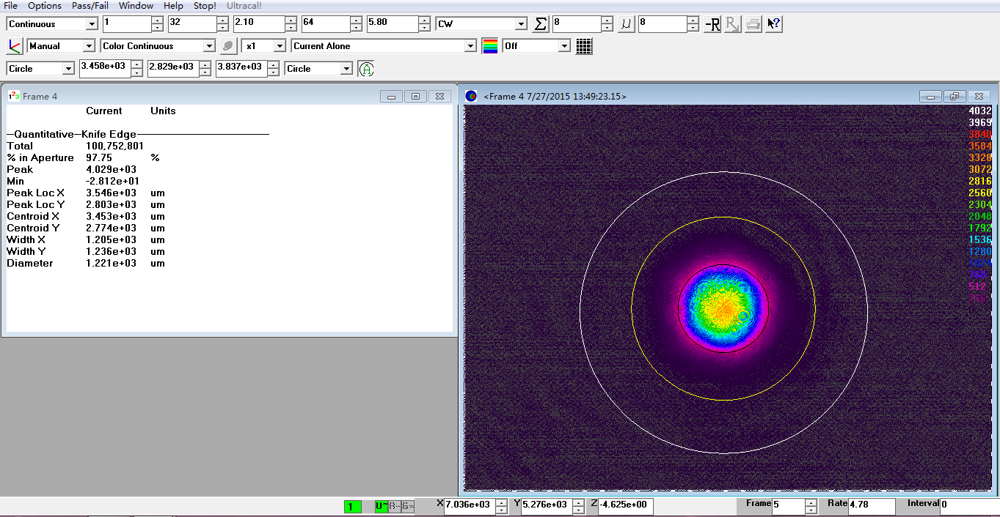 File Options Pass/Fail Window Help Stop! Ultracal!
Continuous 1 32 2.10 64 5.80 CW Σ 8 μ 8 -R R ?
Manual Color Continuous x1 Current Alone Off
Circle 3.458e+03 2.829e+03 3.837e+03 Circle A
123 Frame 4
Current Units
Quantitative Knife Edge
Total 100,752,801
% in Aperture 97.75 %
Peak 4.029e+03
Min -2.812e+01
Peak Loc X 3.546e+03 um
Peak Loc Y 2.803e+03 um
Centroid X 3.453e+03 um
Centroid Y 2.774e+03 um
Width X 1.205e+03 um
Width Y 1.236e+03 um
Diameter 1.221e+03 um
<Frame 4 7/27/2015 13:49:23.15>
4032
3969
3840
3584
3328
3072
2816
2560
2304
2048
1792
1536
1280
1024
768
512
1 U~ X 7.036e+03 Y 5.276e+03 Z -4.625e+00 Frame 5 Rate 4.78 Interval 0